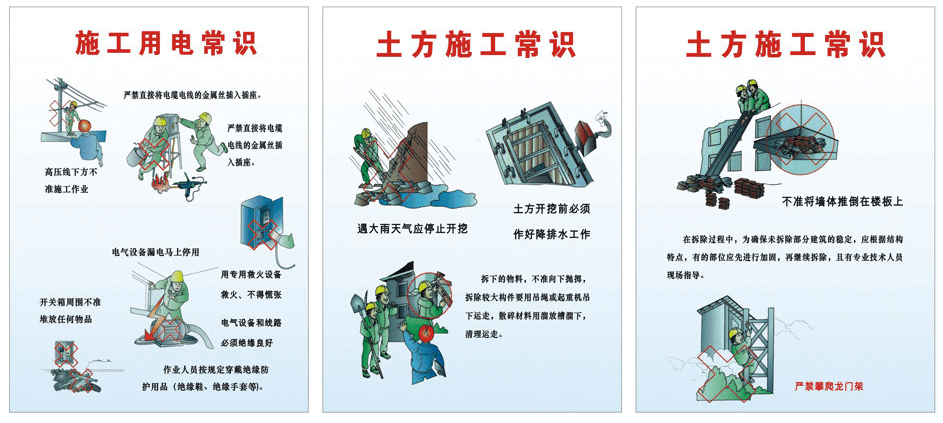 施工用电常识
严禁直接将电缆电线的金属丝插入插座。
严禁直接将电缆
电线的金属丝插
入插座。
高压线下方不
准施工作业
电气设备漏电马上停用
用专用救火设备
救火、不得慌张
开关箱周围不准
堆放任何物品
电气设备和线路
必须绝缘良好
作业人员按规定穿戴绝缘防
护用品（绝缘鞋、绝缘手套等)。
土方施工常识
遇大雨天气应停止开挖
土方开挖前必须
作好降排水工作
拆下的物料，不准向下抛掷，
拆除较大构件要用吊绳或起重机吊
下运走，散碎材料用溜放槽溜下，
清理运走。
土方施工常识
不准将墙体推倒在楼板上
在拆除过程中，为确保未拆除部分建筑的稳定，应根据结构
特点，有的部位应先进行加固，再继续拆除，且有专业技术人员
现场指导。
严禁攀爬龙门架